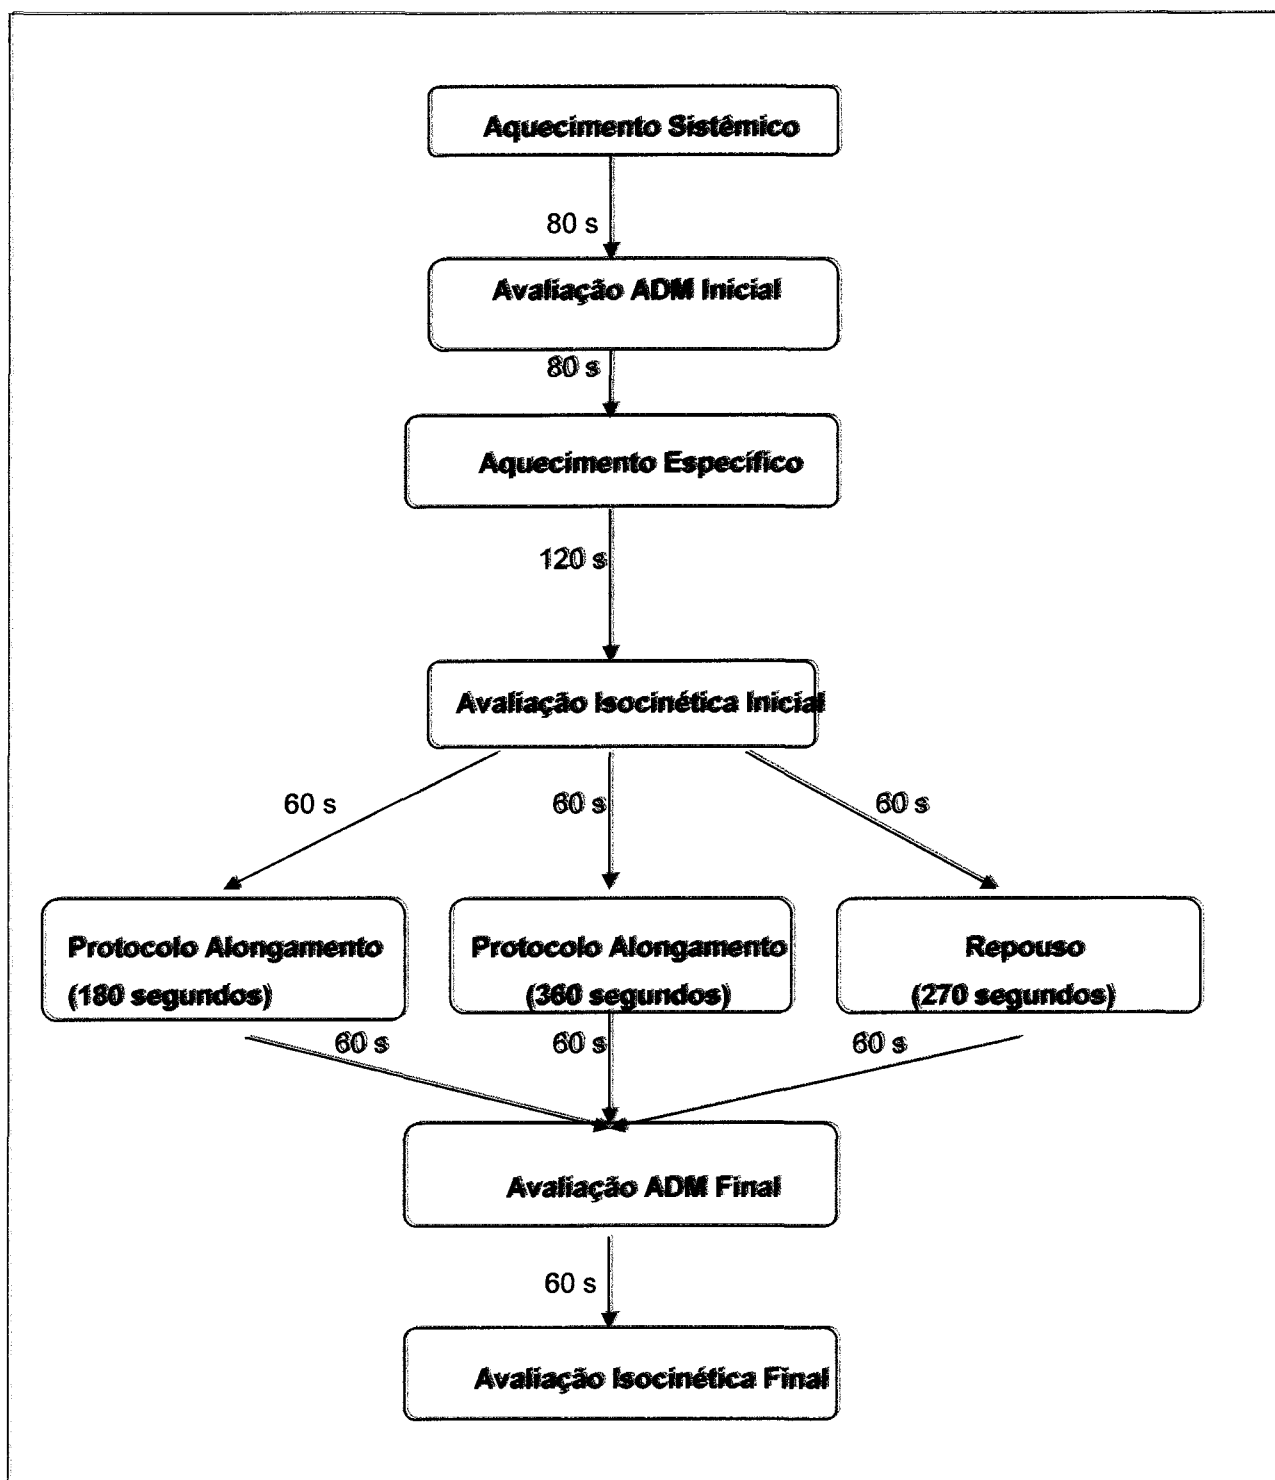 Aquecimento Sistêmico
80 s
Avaliação ADM Inicial
80 s
Aquecimento Específico
120 s
Avaliação Isocinética Inicial
60 s
60 s
60 s
Protocolo Alongamento
(180 segundos)
Protocolo Alongamento
(360 segundos)
Repouso
(270 segundos)
60 s
60 s
60 s
Avaliação ADM Final
60 s
Avaliação Isocinética Final